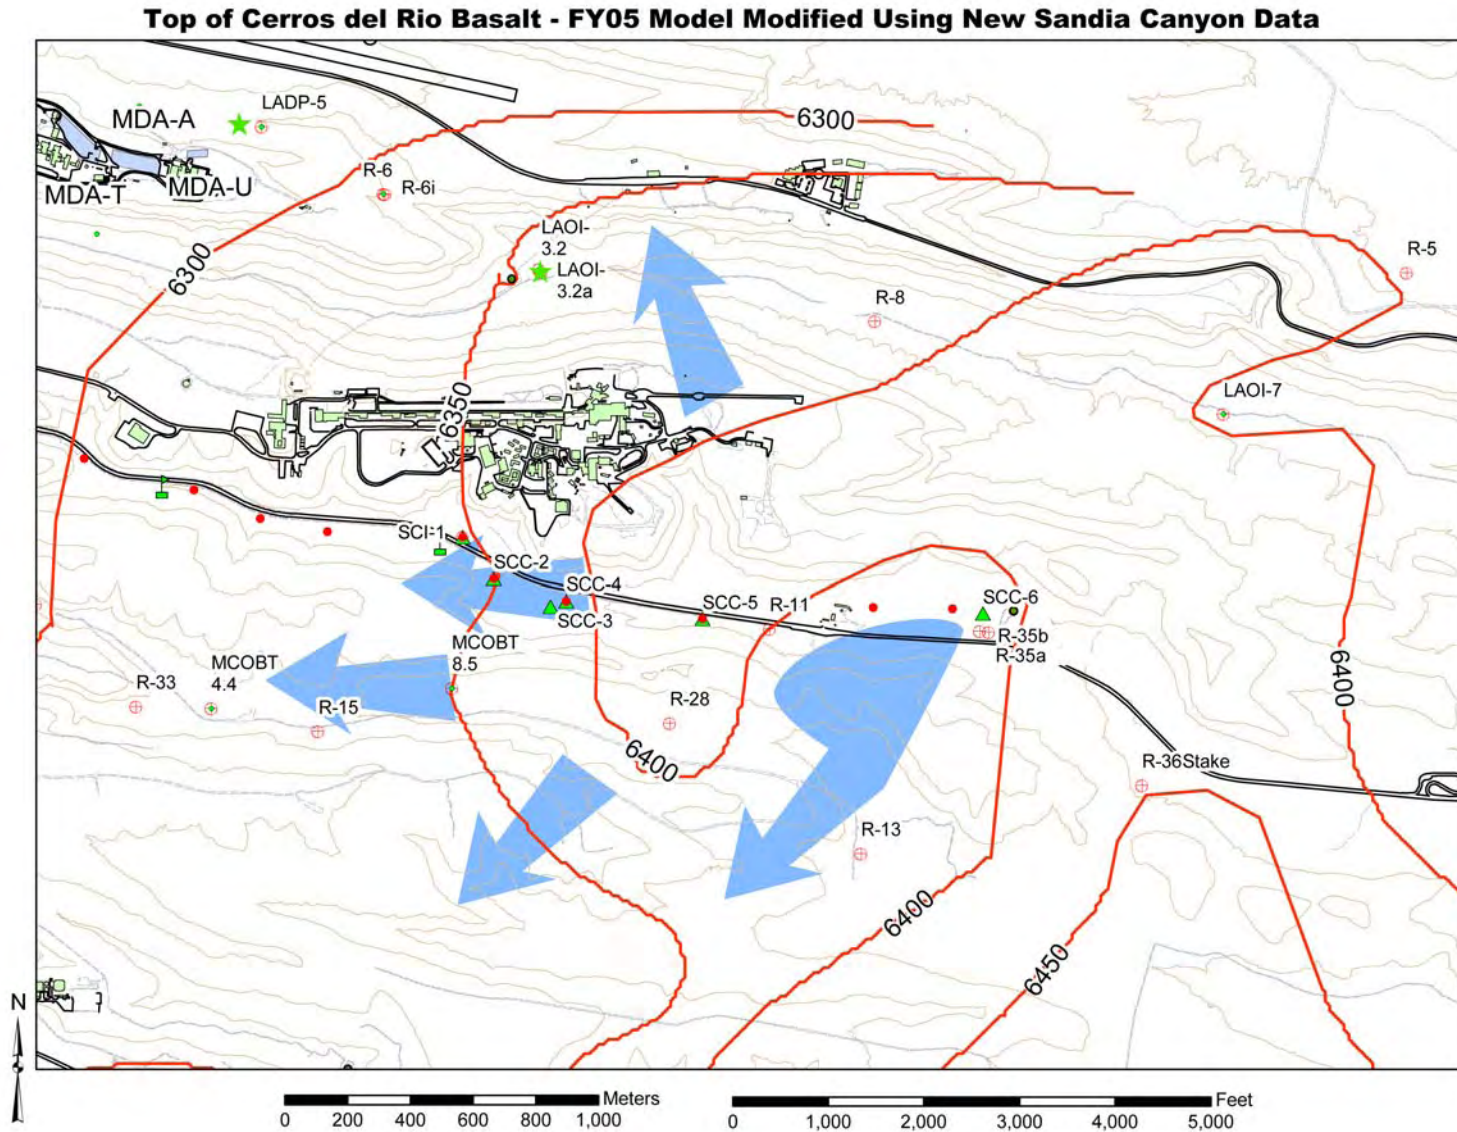 Top of Cerros del Rio Basalt - FY05 Model Modified Using New Sandia Canyon Data
LADP-5
MDA-A
6300
R-6
R-6i
MDA-T
MDA-U
LAOI-
3.2
LAOI-
3.2a
6300
R-5
R-8
6350
LAOI-7
SCI-1
SCC-2
SCC-4
SCC-3
SCC-5
R-11
SCC-6
R-35b
R-35a
MCOBT
8.5
MCOBT
4.4
R-33
R-15
R-28
6400
6400
R-36Stake
R-13
6400
6450
N
Meters
0 200 400 600 800 1,000
Feet
0 1,000 2,000 3,000 4,000 5,000